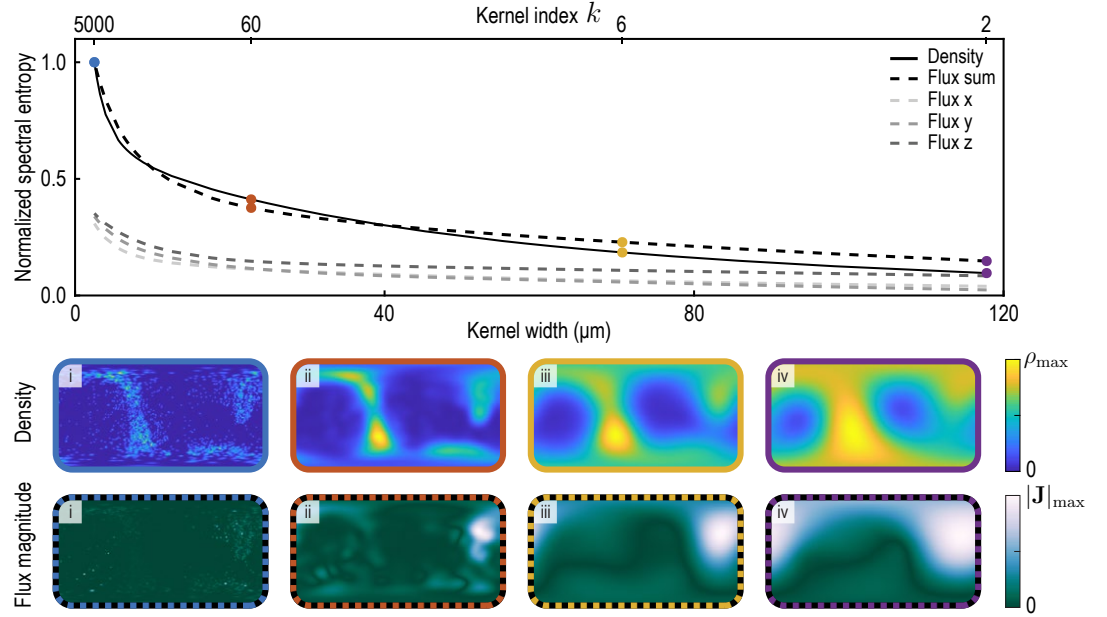 Kernel index k
5000 60 6 2
1.0
0.5
0.0
Normalized spectral entropy
Density
Flux sum
Flux x
Flux y
Flux z
0 40 80 120
Kernel width (μm)
Density
i ii iii iv
ρmax
0
Flux magnitude
i ii iii iv
|J|max
0